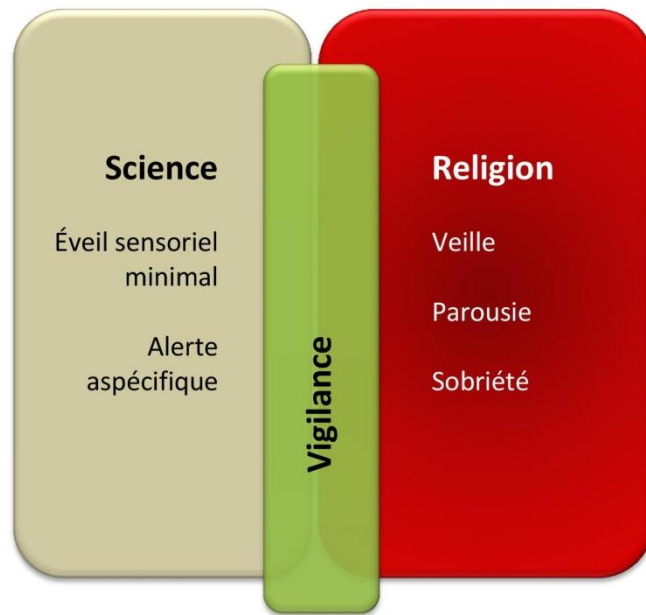 Science
Éveil sensoriel
minimal
Alerte
aspécifique
Vigilance
Religion
Veille
Parousie
Sobriété